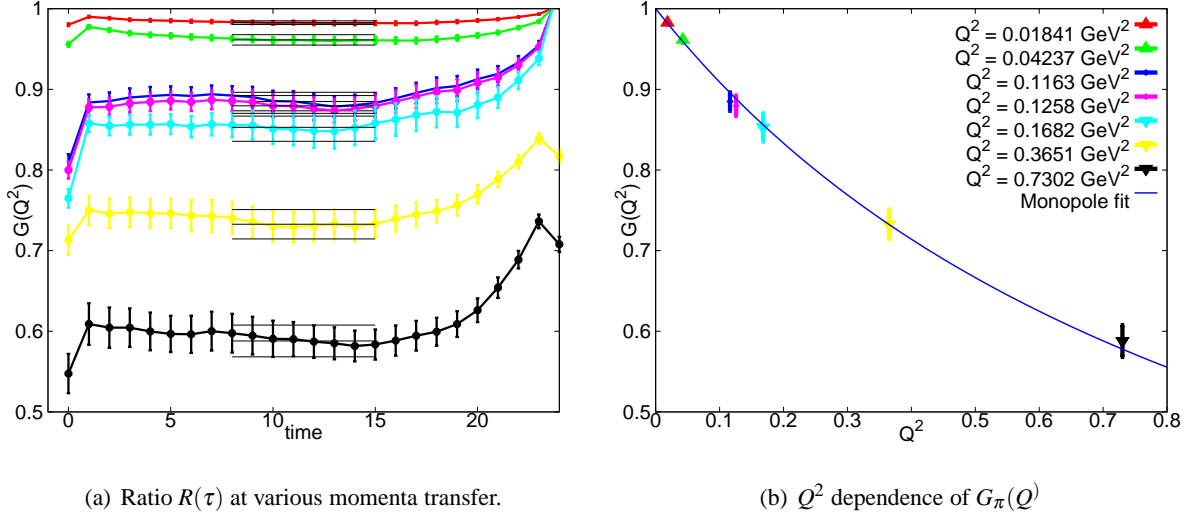 G(Q²)
1
0.9
0.8
0.7
0.6
0.5
0 5 10 15 20
time
G(Q²)
1
0.9
0.8
0.7
0.6
0.5
Q² = 0.01841 GeV²
Q² = 0.04237 GeV²
Q² = 0.1163 GeV²
Q² = 0.1258 GeV²
Q² = 0.1682 GeV²
Q² = 0.3651 GeV²
Q² = 0.7302 GeV²
Monopole fit
0 0.1 0.2 0.3 0.4 0.5 0.6 0.7 0.8
Q²
(a) Ratio R(τ) at various momenta transfer.
(b) Q² dependence of Gπ(Q⁾